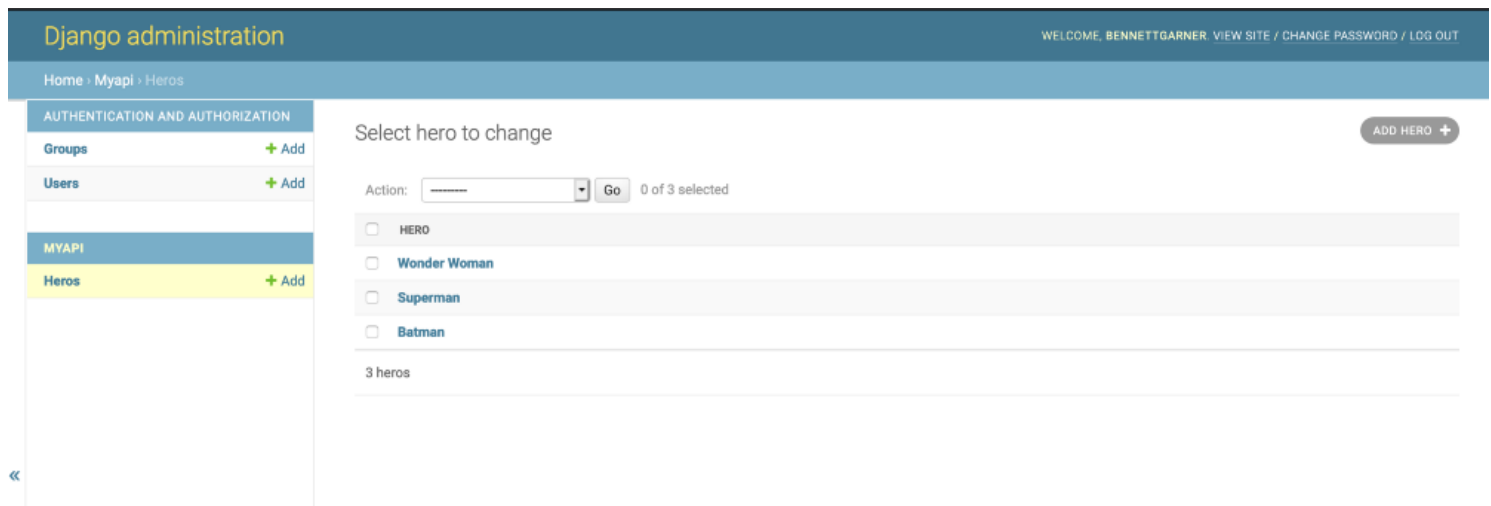 Django administration
WELCOME, BENNETTGARNER. VIEW SITE / CHANGE PASSWORD / LOG OUT
Home › Myapi › Heros
AUTHENTICATION AND AUTHORIZATION
Groups + Add
Users + Add
MYAPI
Heros + Add
Select hero to change
ADD HERO +
Action: --------- Go 0 of 3 selected
HERO
Wonder Woman
Superman
Batman
3 heros
«